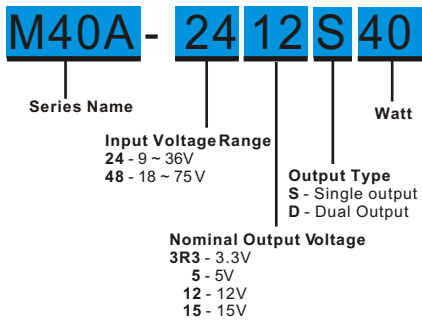 M40A - 24 12 S 40
Series Name
Watt
Input Voltage Range
24 - 9 ~ 36V
48 - 18 ~ 75 V
Output Type
S - Single output
D - Dual Output
Nominal Output Voltage
3R3 - 3.3V
5 - 5V
12 - 12V
15 - 15V